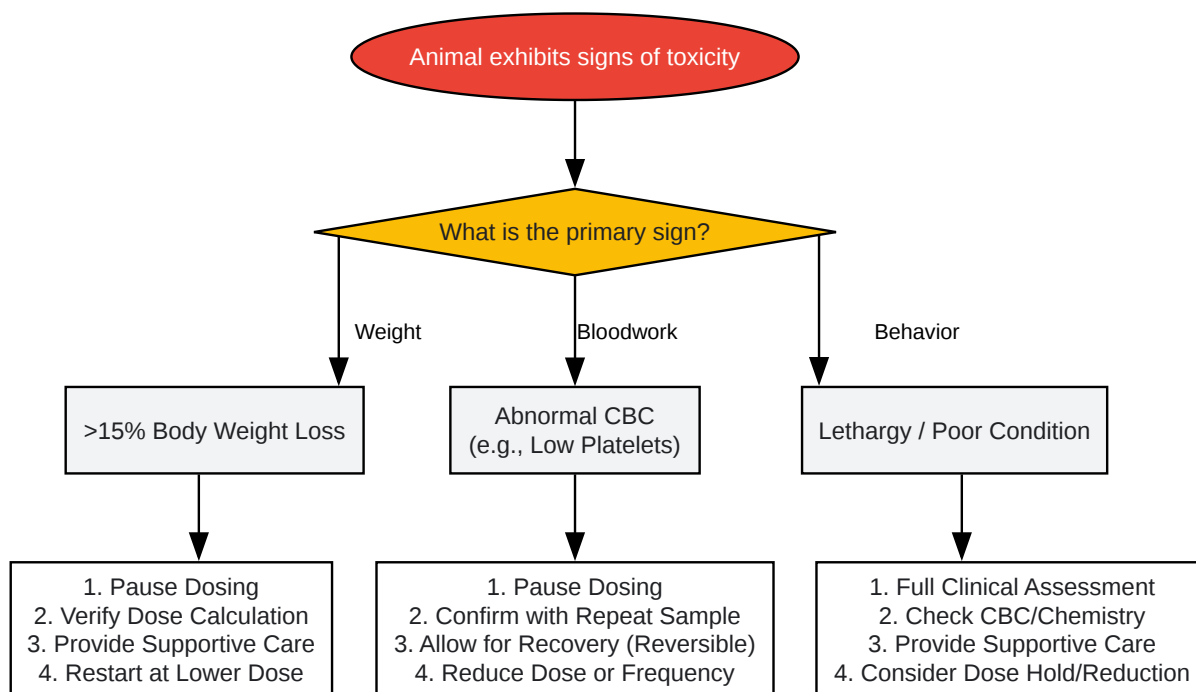 Animal exhibits signs of toxicity
What is the primary sign?
Weight
Bloodwork
Behavior
>15% Body Weight Loss
Abnormal CBC
(e.g., Low Platelets)
Lethargy / Poor Condition
1. Pause Dosing
2. Verify Dose Calculation
3. Provide Supportive Care
4. Restart at Lower Dose
1. Pause Dosing
2. Confirm with Repeat Sample
3. Allow for Recovery (Reversible)
4. Reduce Dose or Frequency
1. Full Clinical Assessment
2. Check CBC/Chemistry
3. Provide Supportive Care
4. Consider Dose Hold/Reduction